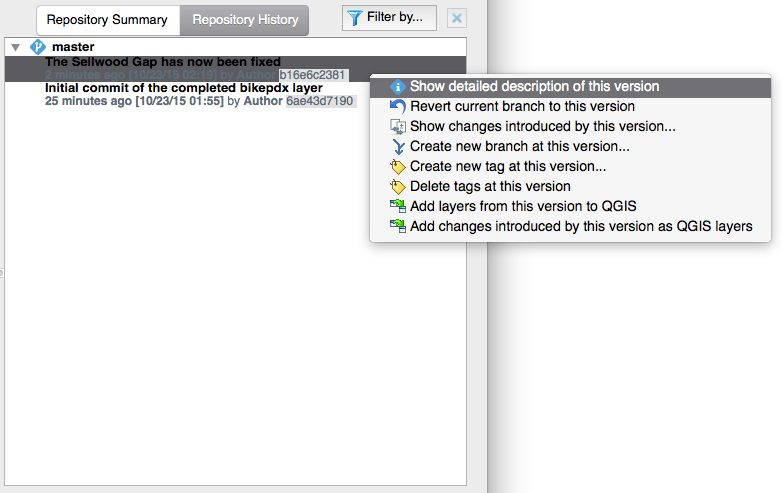 Repository Summary Repository History Filter by...
master
The Sellwood Gap has now been fixed
2 minutes ago [10/23/15 02:19] by Author b16e6c2381
Initial commit of the completed bikepdx layer
25 minutes ago [10/23/15 01:55] by Author 6ae43d7190
Show detailed description of this version
Revert current branch to this version
Show changes introduced by this version...
Create new branch at this version...
Create new tag at this version...
Delete tags at this version
Add layers from this version to QGIS
Add changes introduced by this version as QGIS layers